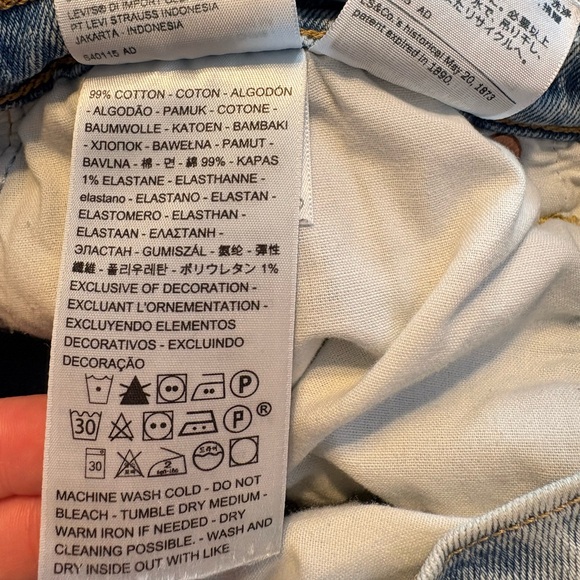 LEVI'S® DI IMPORT
PT LEVI STRAUSS INDONESIA
JAKARTA - INDONESIA
SA0115 AD
AD
L.S&Co.'s historical May 20, 1873
patent expired in 1890.
99% COTTON - COTON - ALGODÓN
- ALGODÃO - PAMUK - COTONE -
BAUMWOLLE - KATOEN - BAMBAKI
- ХЛОПОК - BAWEŁNA - PAMUT -
BAVLNA - 棉 - 면 - 綿 99% - KAPAS
1% ELASTANE - ELASTHANNE -
elastano - ELASTANO - ELASTAN -
ELASTOMERO - ELASTHAN -
ELASTAAN - ΕΛΑΣΤΑΝΗ -
ЭЛАСТАН - GUMISZÁL - 氨纶 - 彈性
纖維 - 폴리우레탄 - ポリウレタン 1%
EXCLUSIVE OF DECORATION -
EXCLUANT L'ORNEMENTATION -
EXCLUYENDO ELEMENTOS
DECORATIVOS - EXCLUINDO
DECORAÇÃO
P
30 P ®
30 2
MACHINE WASH COLD - DO NOT
BLEACH - TUMBLE DRY MEDIUM -
WARM IRON IF NEEDED - DRY
CLEANING POSSIBLE. - WASH AND
DRY INSIDE OUT WITH LIKE